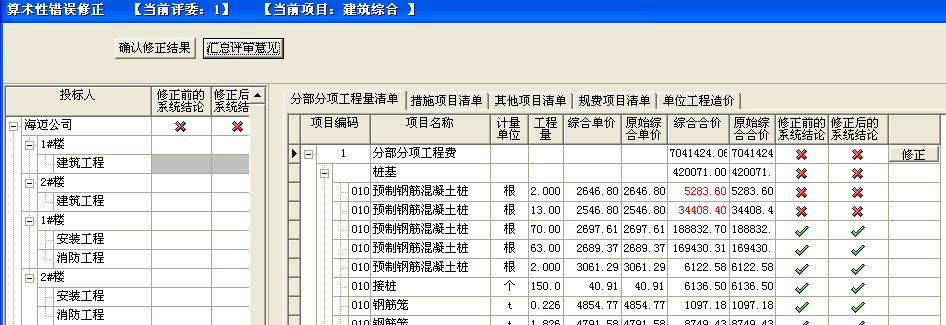 算术性错误修正 【当前评委：1】 【当前项目：建筑综合 】
确认修正结果 汇总评审意见
投标人 修正前的系统结论 修正后的系统结
海迈公司
1#楼
建筑工程
2#楼
建筑工程
1#楼
安装工程
消防工程
2#楼
安装工程
消防工程
分部分项工程量清单 措施项目清单 其他项目清单 规费项目清单 单位工程造价
项目编码 项目名称 计量单位 工程量 综合单价 原始综合单价 综合合价 原始综合合价 修正前的系统结论 修正后的系统结论
1 分部分项工程费 7041424.06 7041424 修正
桩基 420071.00 420071.
010 预制钢筋混凝土桩 根 2.000 2646.80 2646.80 5283.60 5283.60
010 预制钢筋混凝土桩 根 13.00 2546.80 2546.80 34408.40 34408.4
010 预制钢筋混凝土桩 根 70.00 2697.61 2697.61 188832.70 188832.
010 预制钢筋混凝土桩 根 63.00 2689.37 2689.37 169430.31 169430.
010 预制钢筋混凝土桩 根 2.000 3061.29 3061.29 6122.58 6122.58
010 接桩 个 150.0 40.91 40.91 6136.50 6136.50
010 钢筋笼 t 0.226 4854.77 4854.77 1097.18 1097.18
010 钢筋笼 t 1.826 4791.58 4791.58 8749.43 8749.43